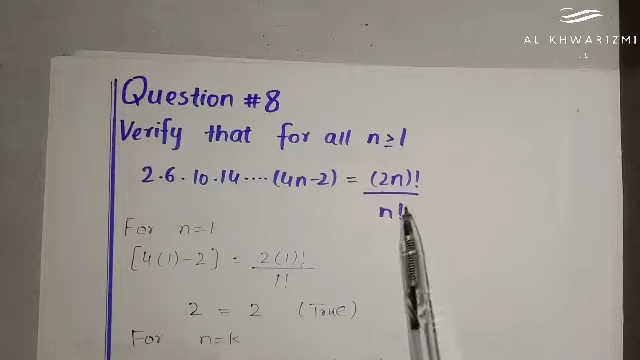 AL KHWARIZMI
Question #8
Verify that for all n ≥ 1
2·6·10·14····(4n-2) = (2n)!/n!
For n=1
[4(1)-2] = 2(1)!/1!
2 = 2 (True)
For n=k